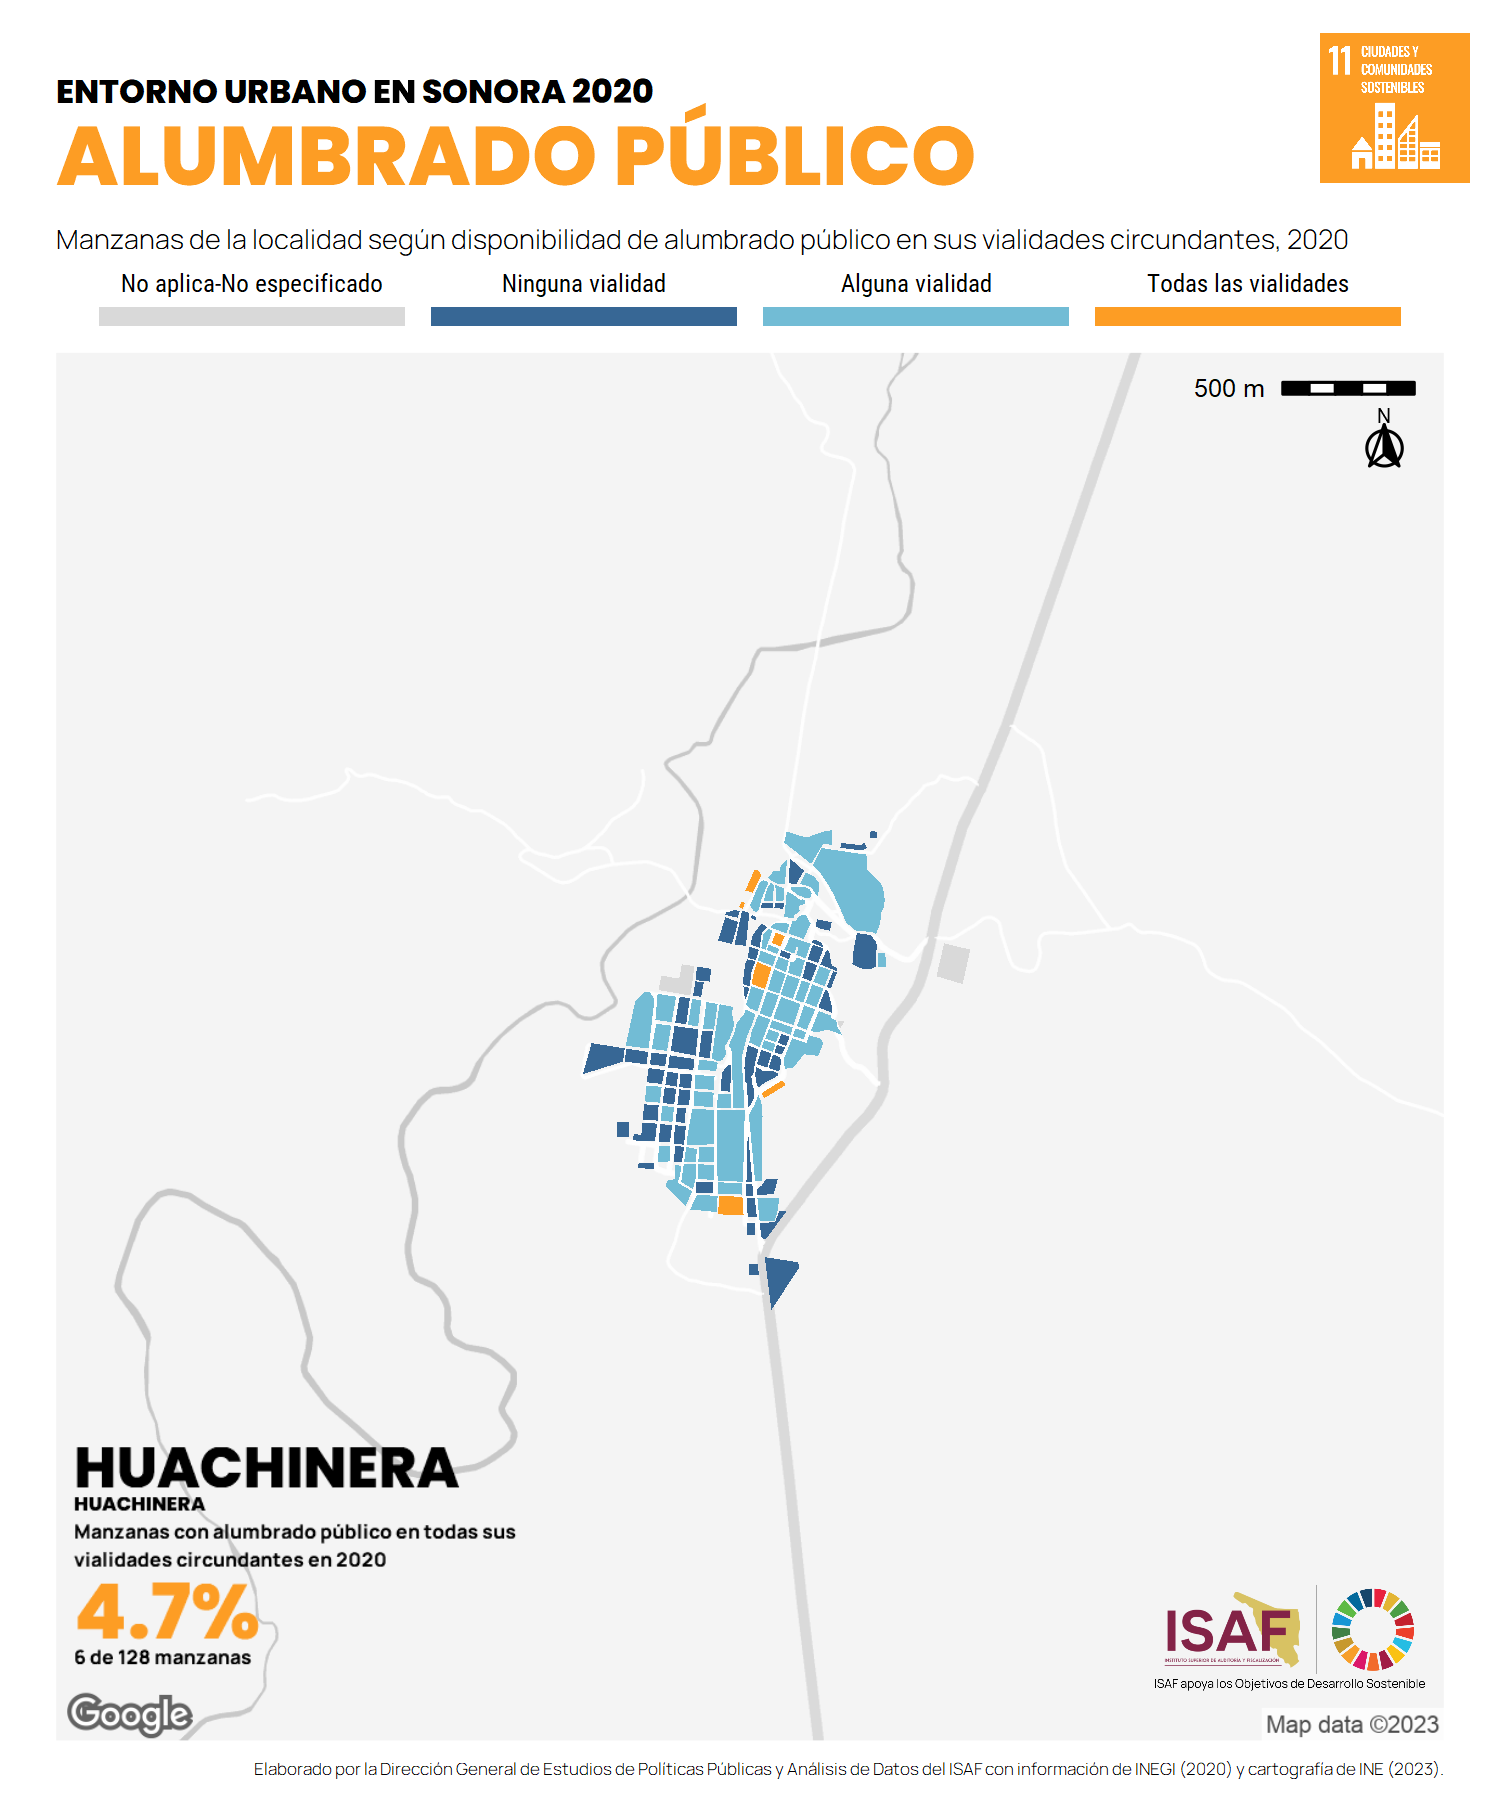 ENTORNO URBANO EN SONORA 2020
ALUMBRADO PÚBLICO
11 CIUDADES Y
COMUNIDADES
SOSTENIBLES
Manzanas de la localidad según disponibilidad de alumbrado público en sus vialidades circundantes, 2020
No aplica-No especificado
Ninguna vialidad
Alguna vialidad
Todas las vialidades
500 m
N
HUACHINERA
HUACHINERA
Manzanas con alumbrado público en todas sus
vialidades circundantes en 2020
4.7%
6 de 128 manzanas
Google
ISAF
INSTITUTO SUPERIOR DE AUDITORÍA Y FISCALIZACIÓN
ISAF apoya los Objetivos de Desarrollo Sostenible
Map data ©2023
Elaborado por la Dirección General de Estudios de Políticas Públicas y Análisis de Datos del ISAF con información de INEGI (2020) y cartografía de INE (2023).